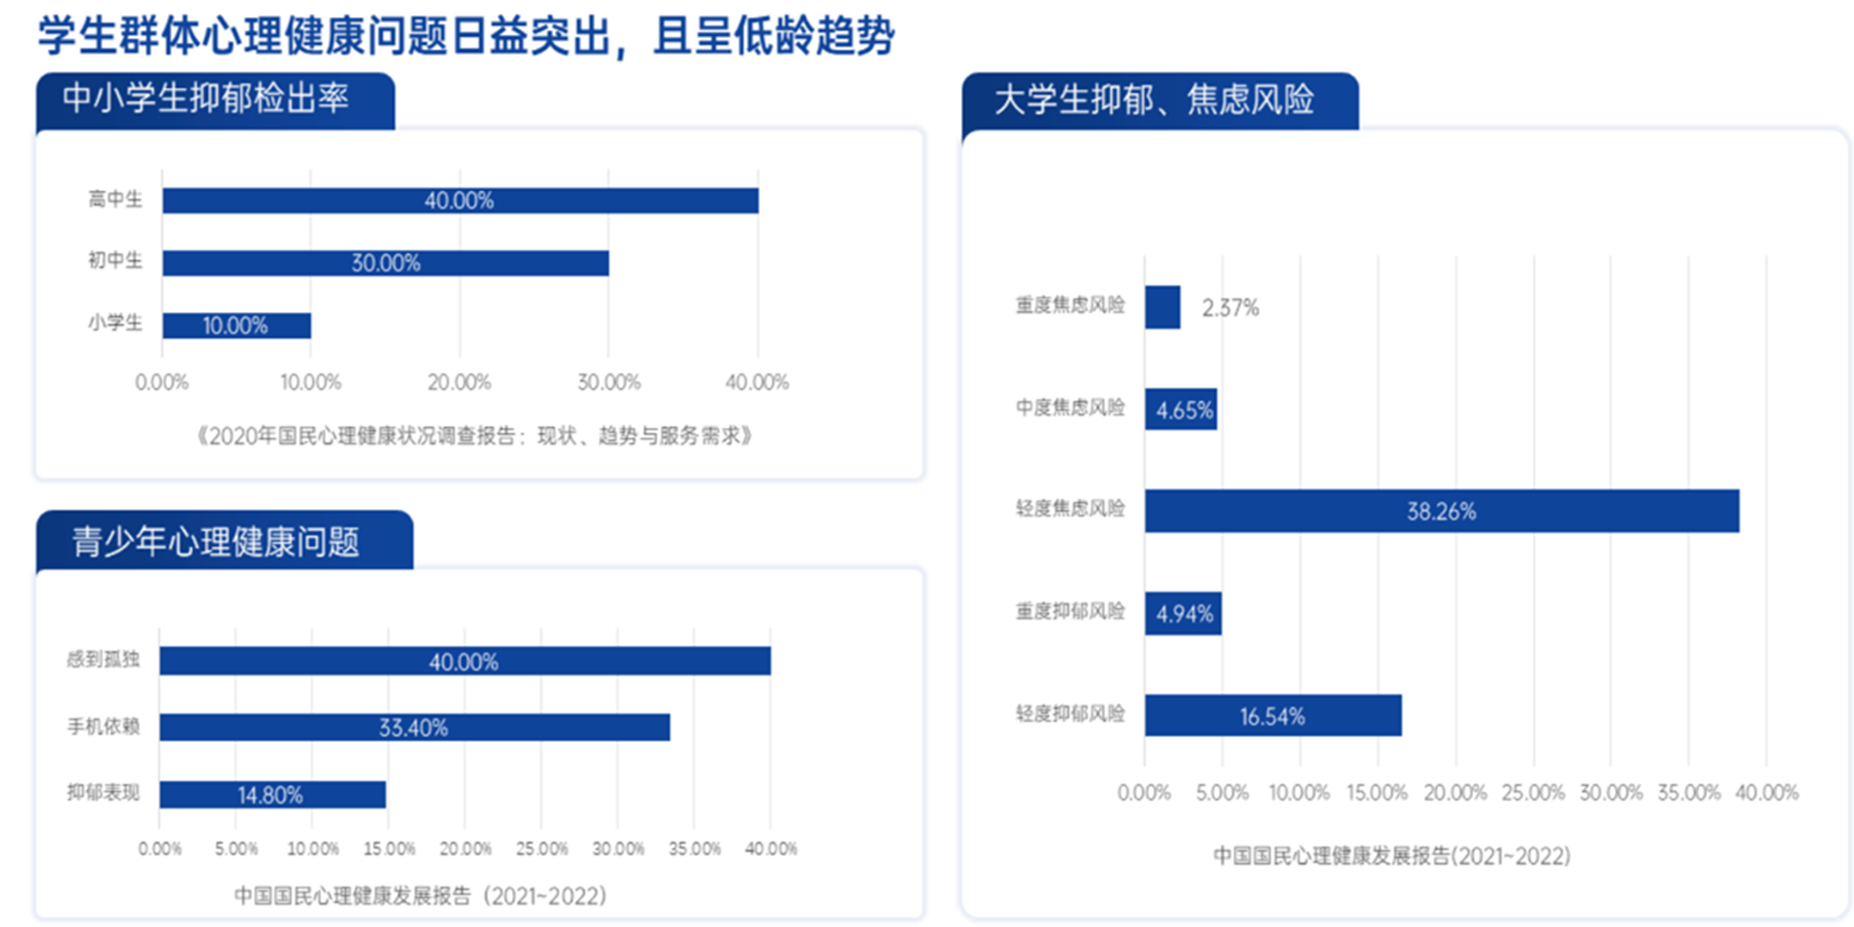 学生群体心理健康问题日益突出，且呈低龄趋势
中小学生抑郁检出率
高中生 40.00%
初中生 30.00%
小学生 10.00%
0.00% 10.00% 20.00% 30.00% 40.00%
《2020年国民心理健康状况调查报告：现状、趋势与服务需求》
青少年心理健康问题
感到孤独 40.00%
手机依赖 33.40%
抑郁表现 14.80%
0.00% 5.00% 10.00% 15.00% 20.00% 25.00% 30.00% 35.00% 40.00%
中国国民心理健康发展报告（2021~2022）
大学生抑郁、焦虑风险
重度焦虑风险 2.37%
中度焦虑风险 4.65%
轻度焦虑风险 38.26%
重度抑郁风险 4.94%
轻度抑郁风险 16.54%
0.00% 5.00% 10.00% 15.00% 20.00% 25.00% 30.00% 35.00% 40.00%
中国国民心理健康发展报告(2021~2022)